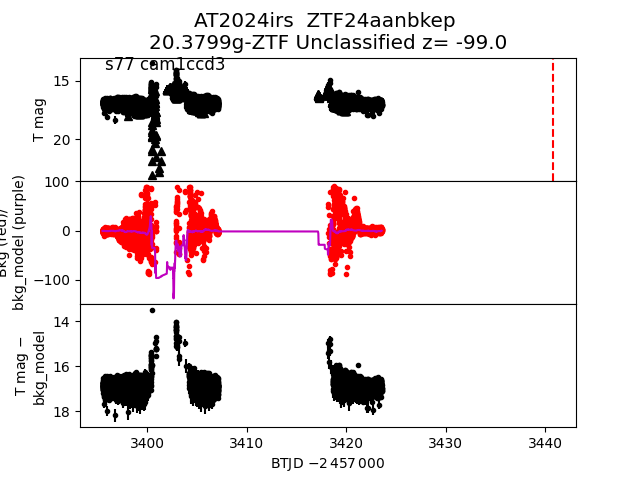 AT2024irs  ZTF24aanbkep
20.3799g-ZTF Unclassified z= -99.0
s77 cam1ccd3
T mag
15
20
Bkg (red)/
bkg_model (purple)
100
0
−100
T mag −
bkg_model
14
16
18
3400 3410 3420 3430 3440
BTJD −2 457 000